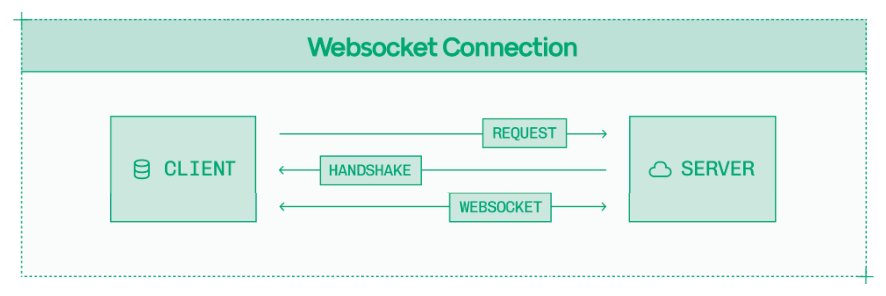 Websocket Connection
REQUEST
CLIENT
HANDSHAKE
SERVER
WEBSOCKET